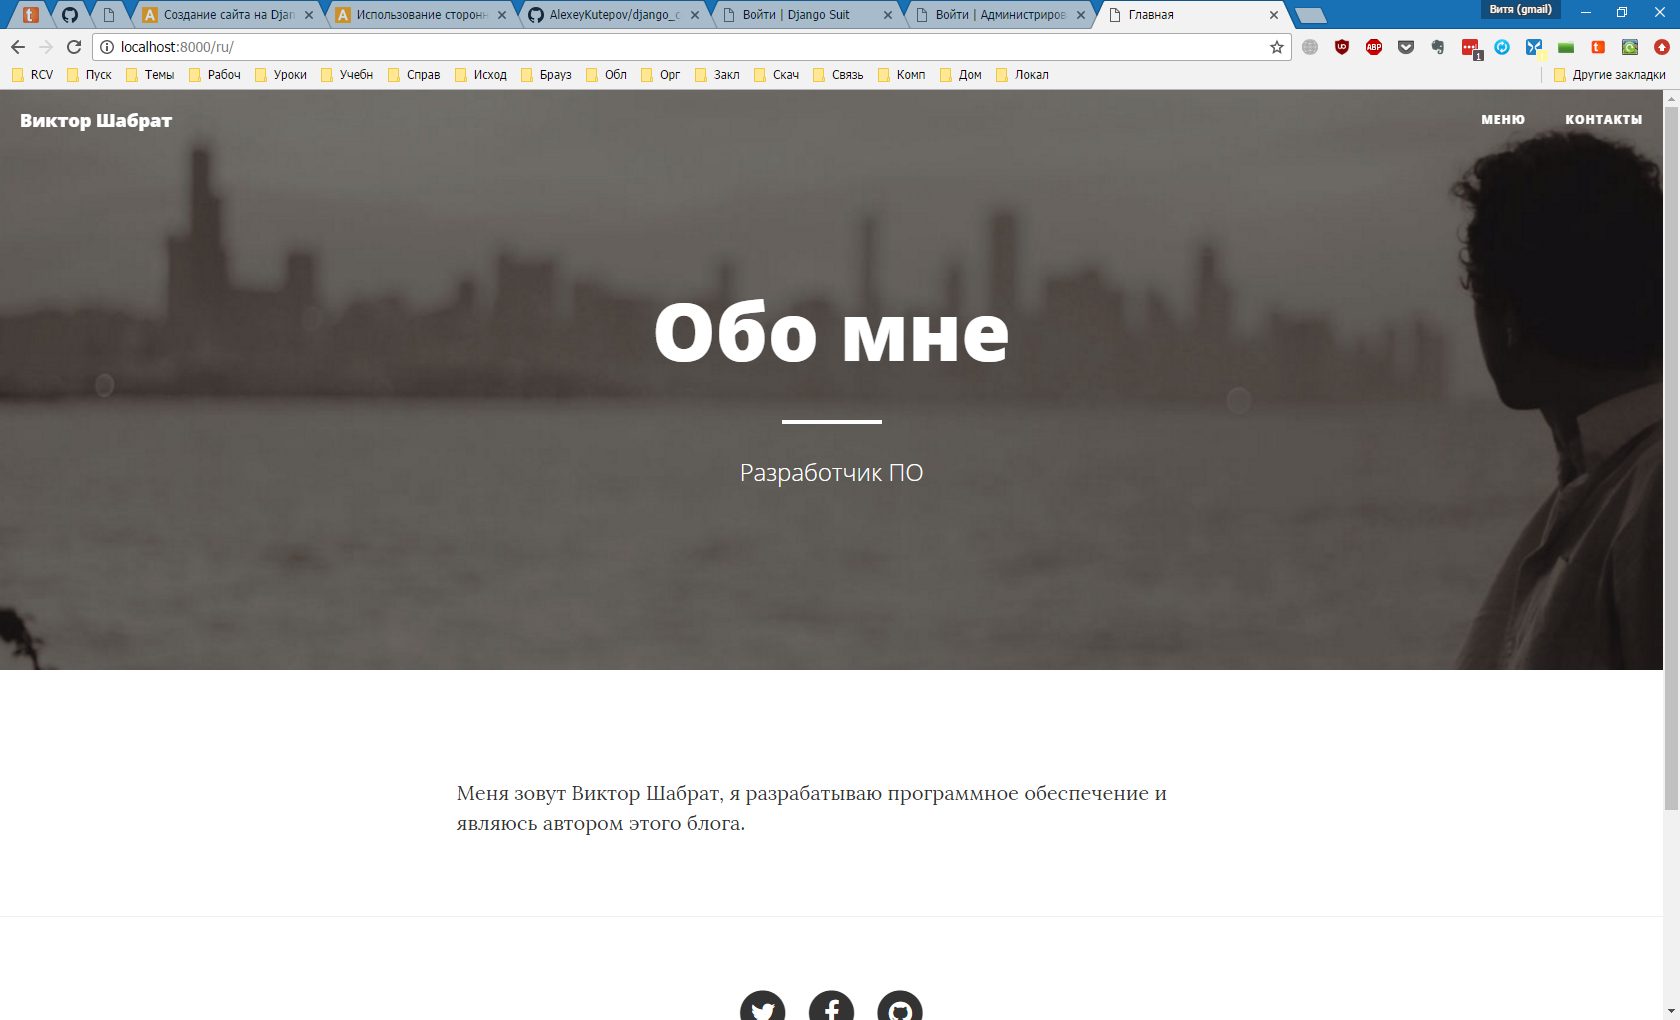 Создание сайта на Djan
Использование сторонн
AlexeyKutepov/django_c
Войти | Django Suit
Войти | Администрирова
Главная
Витя (gmail)
localhost:8000/ru/
RCV Пуск Темы Рабоч Уроки Учебн Справ Исход Брауз Обл Орг Закл Скач Связь Комп Дом Локал Другие закладки
Виктор Шабрат
МЕНЮ КОНТАКТЫ
Обо мне
Разработчик ПО
Меня зовут Виктор Шабрат, я разрабатываю программное обеспечение и
являюсь автором этого блога.